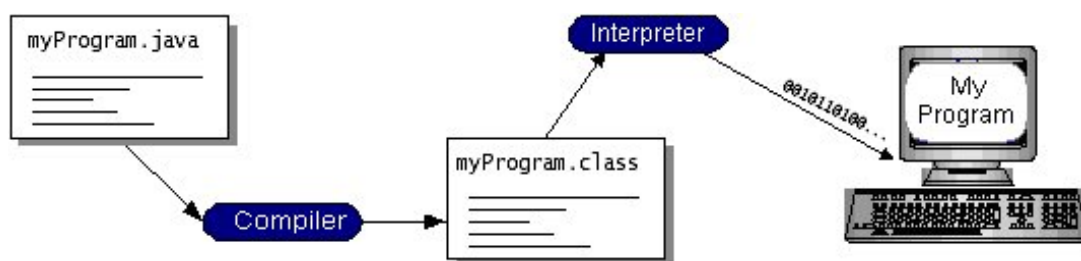 myProgram.java
Compiler
myProgram.class
Interpreter
0010110100...
My
Program